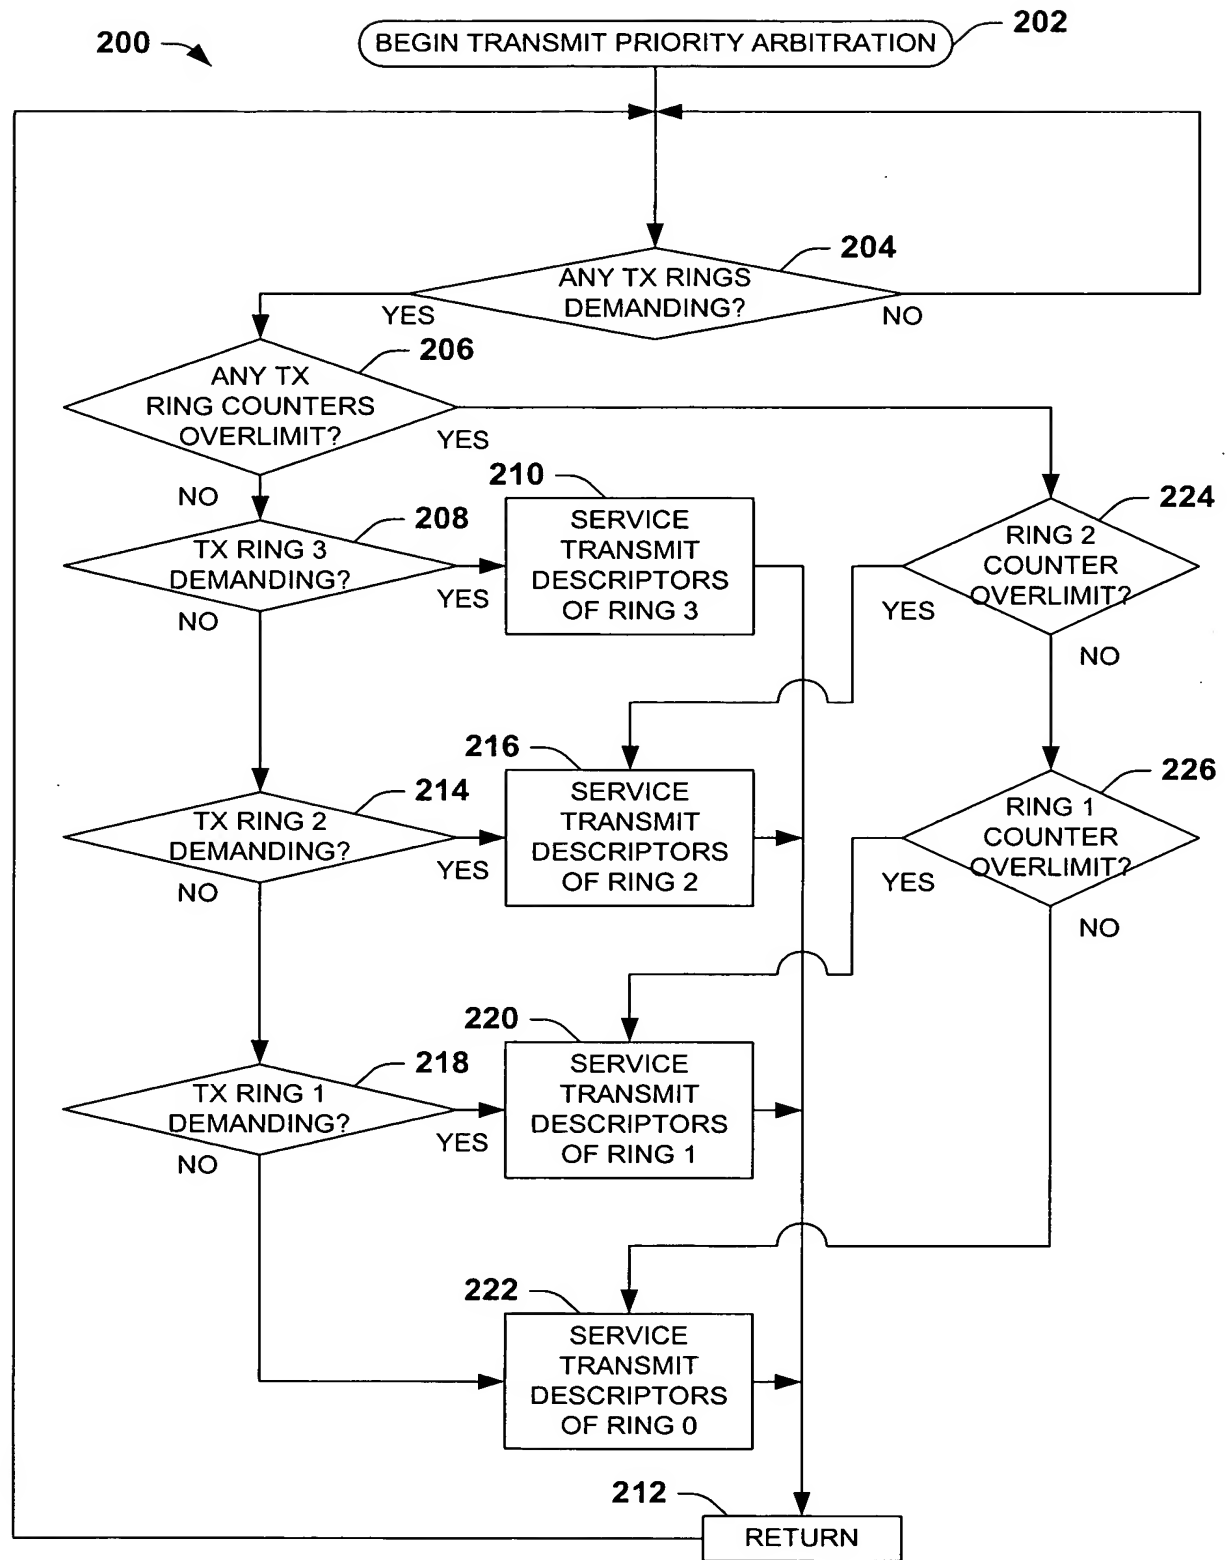 200
BEGIN TRANSMIT PRIORITY ARBITRATION
202
204
ANY TX RINGS
DEMANDING?
YES
NO
206
ANY TX
RING COUNTERS
OVERLIMIT?
YES
NO
208
TX RING 3
DEMANDING?
YES
NO
210
SERVICE
TRANSMIT
DESCRIPTORS
OF RING 3
224
RING 2
COUNTER
OVERLIMIT?
YES
NO
214
TX RING 2
DEMANDING?
YES
NO
216
SERVICE
TRANSMIT
DESCRIPTORS
OF RING 2
226
RING 1
COUNTER
OVERLIMIT?
YES
NO
218
TX RING 1
DEMANDING?
YES
NO
220
SERVICE
TRANSMIT
DESCRIPTORS
OF RING 1
222
SERVICE
TRANSMIT
DESCRIPTORS
OF RING 0
212
RETURN